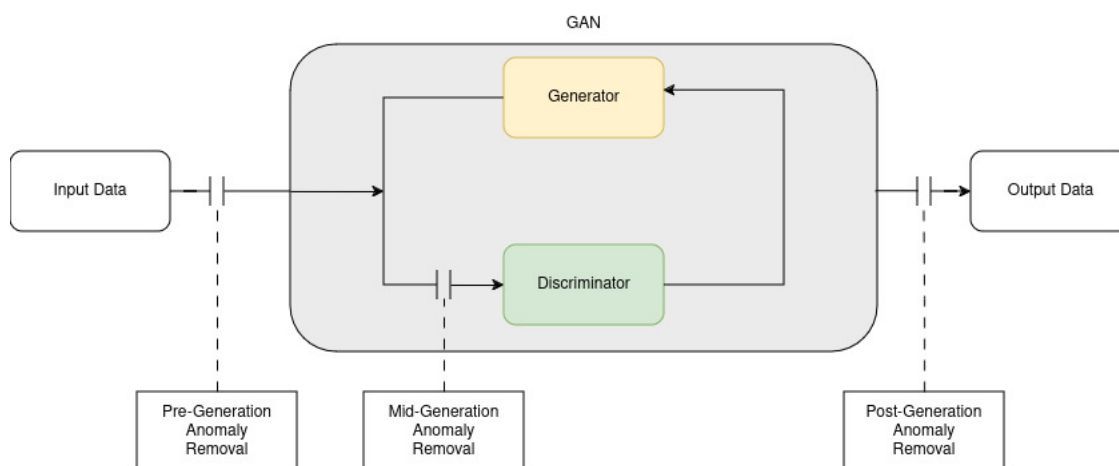 GAN
Generator
Input Data
Output Data
Discriminator
Pre-Generation
Anomaly
Removal
Mid-Generation
Anomaly
Removal
Post-Generation
Anomaly
Removal